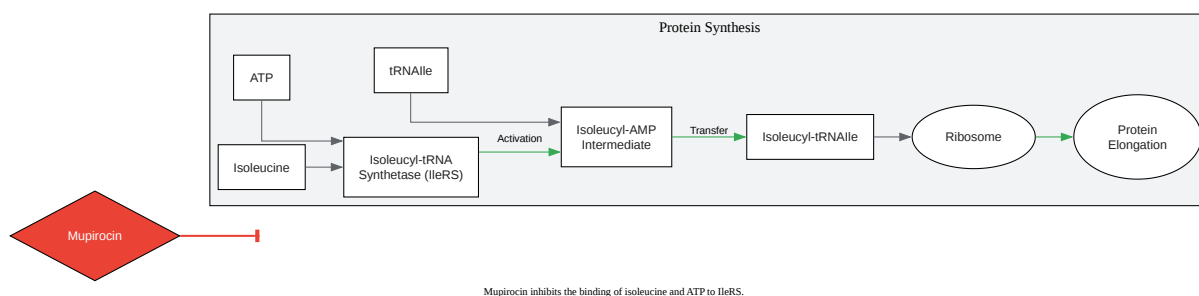 Protein Synthesis
ATP
tRNAIle
Isoleucine
Isoleucyl-tRNA
Synthetase (IleRS)
Activation
Isoleucyl-AMP
Intermediate
Transfer
Isoleucyl-tRNAIle
Ribosome
Protein
Elongation
Mupirocin
Mupirocin inhibits the binding of isoleucine and ATP to IleRS.